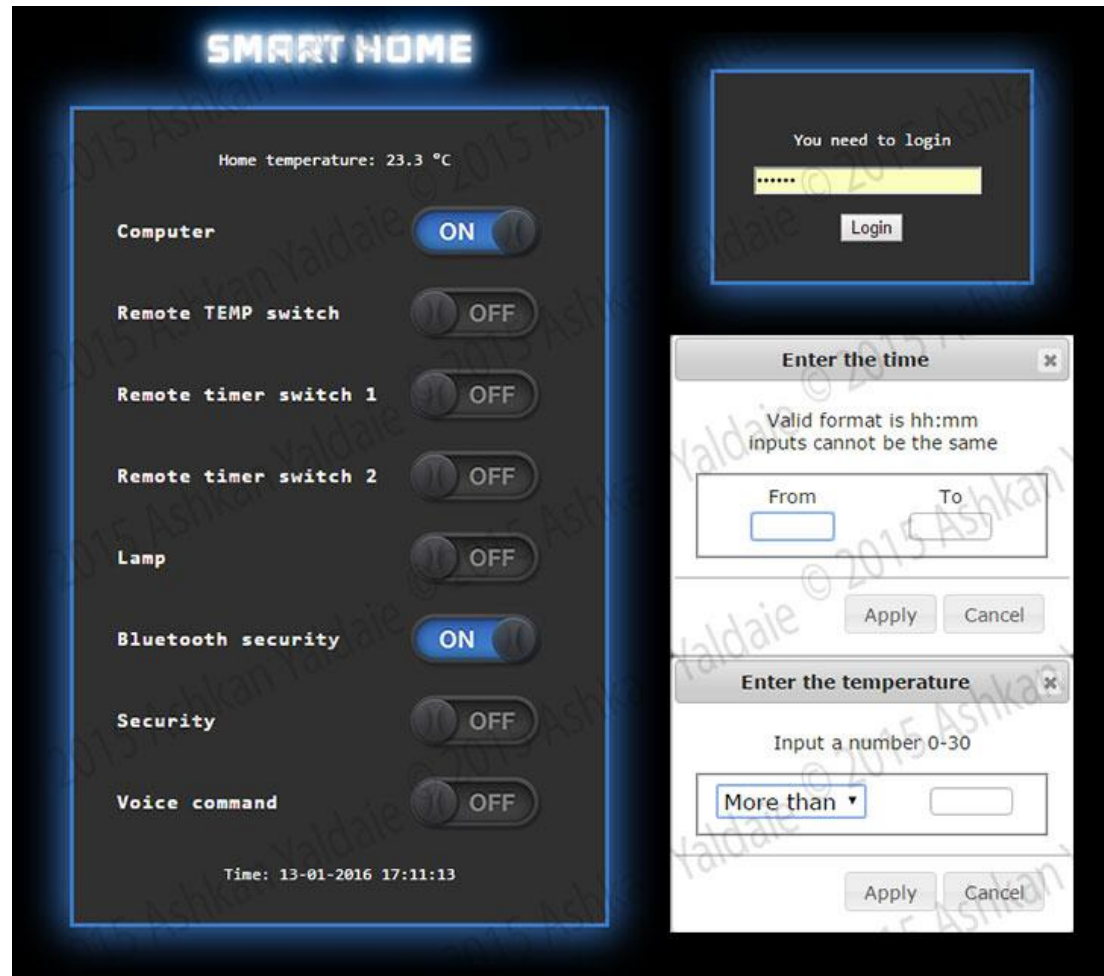 SMART HOME
Home temperature: 23.3 °C
Computer ON
Remote TEMP switch OFF
Remote timer switch 1 OFF
Remote timer switch 2 OFF
Lamp OFF
Bluetooth security ON
Security OFF
Voice command OFF
Time: 13-01-2016 17:11:13
You need to login
••••••
Login
Enter the time
Valid format is hh:mm
inputs cannot be the same
From To
Apply Cancel
Enter the temperature
Input a number 0-30
More than
Apply Cancel
© 2015 Ashkan Yaldaie